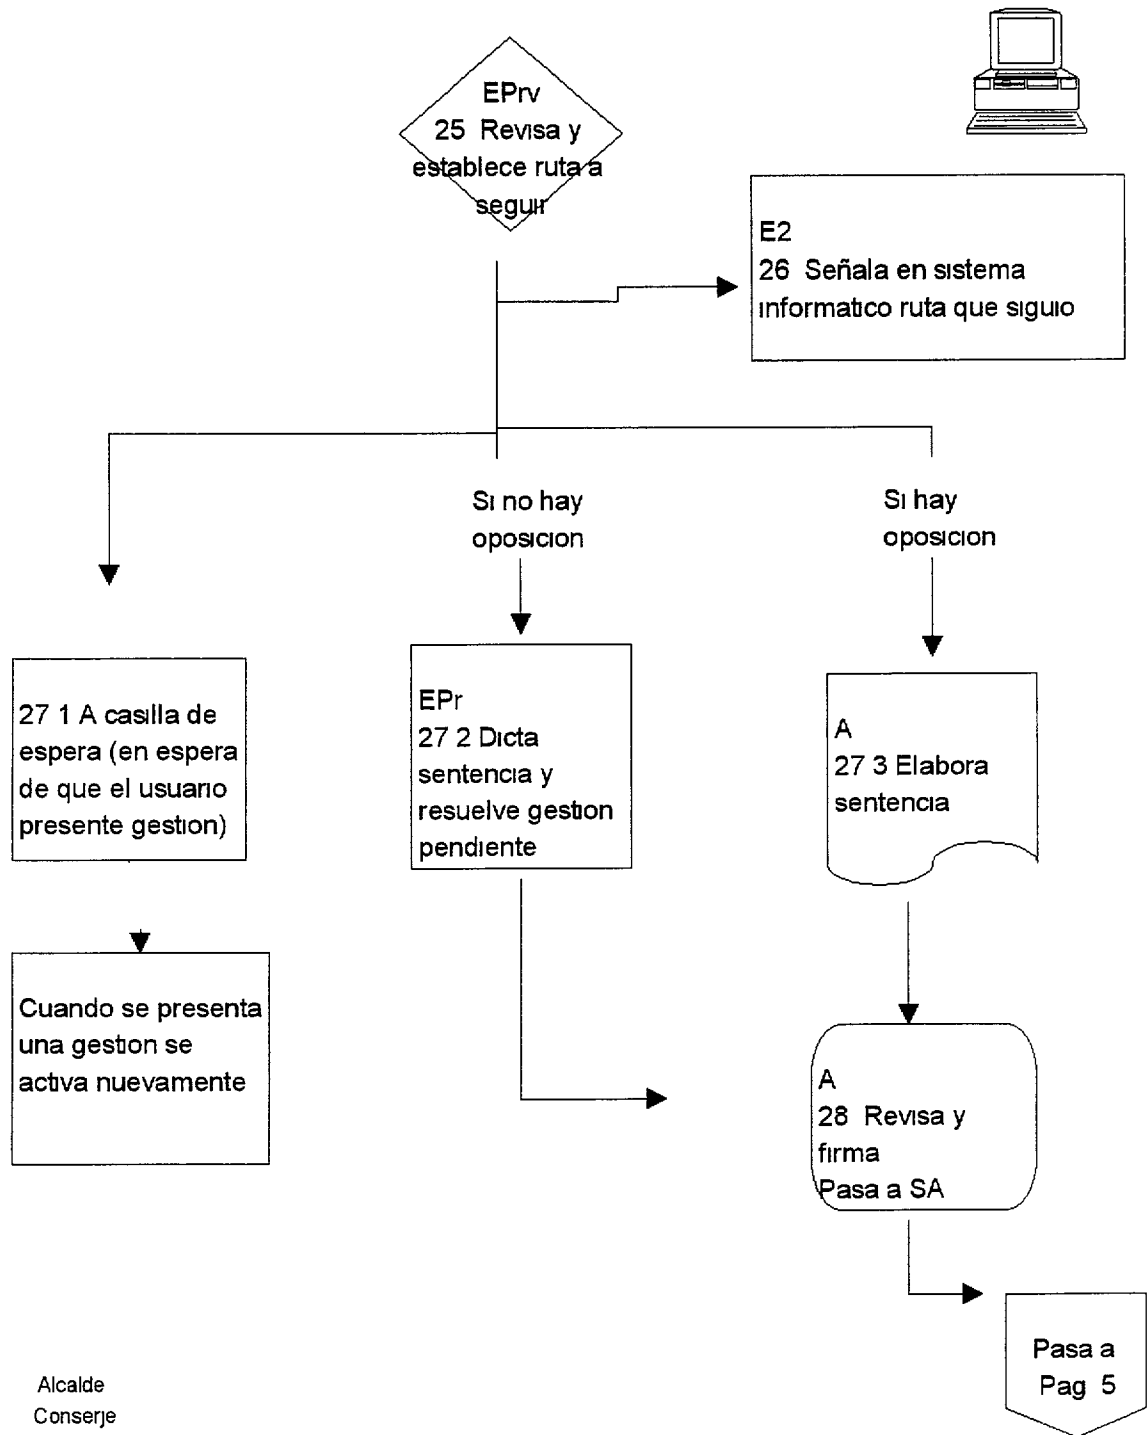 EPrv
25 Revisa y
establece ruta a
seguir
E2
26 Señala en sistema
informatico ruta que siguio
Si no hay
oposicion
Si hay
oposicion
27 1 A casilla de
espera (en espera
de que el usuario
presente gestion)
EPr
27 2 Dicta
sentencia y
resuelve gestion
pendiente
A
27 3 Elabora
sentencia
Cuando se presenta
una gestion se
activa nuevamente
A
28 Revisa y
firma
Pasa a SA
Pasa a
Pag 5
Alcalde
Conserje